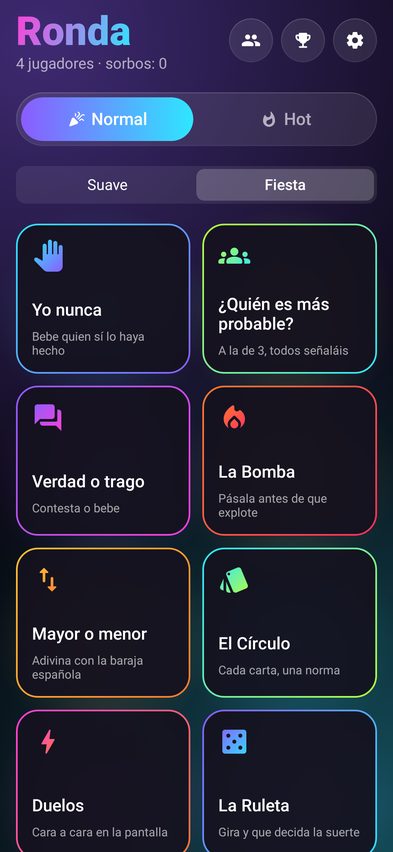 Ronda
4 jugadores · sorbos: 0
Normal
Hot
Suave
Fiesta
Yo nunca
Bebe quien sí lo haya
hecho
¿Quién es más
probable?
A la de 3, todos señaláis
Verdad o trago
Contesta o bebe
La Bomba
Pásala antes de que
explote
Mayor o menor
Adivina con la baraja
española
El Círculo
Cada carta, una norma
Duelos
Cara a cara en la pantalla
La Ruleta
Gira y que decida la suerte